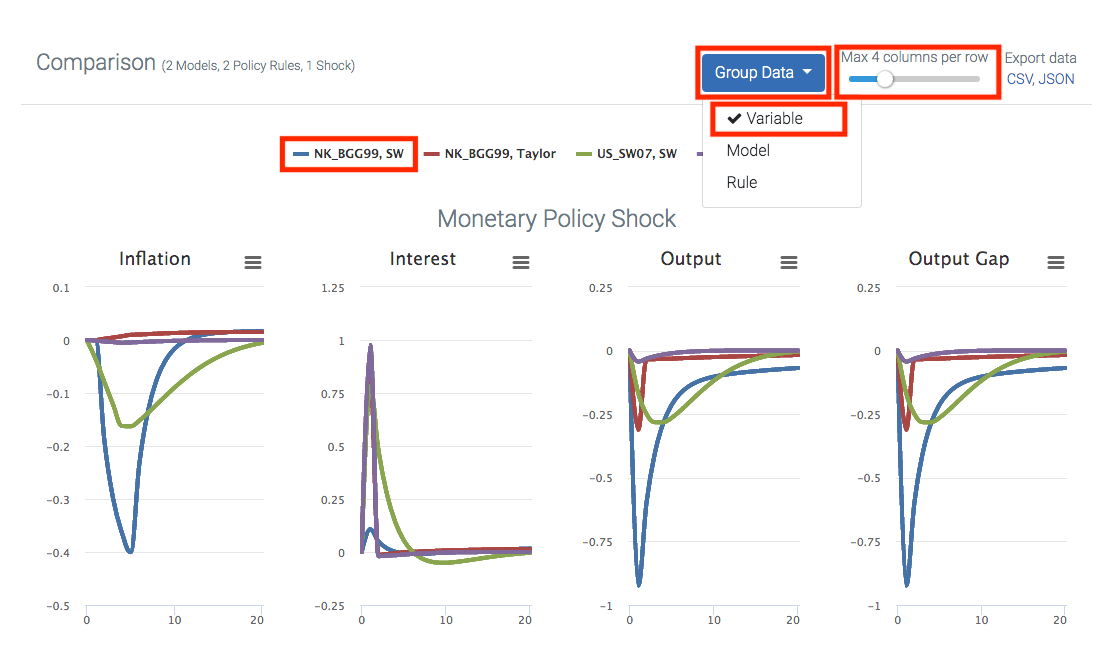 Comparison (2 Models, 2 Policy Rules, 1 Shock)
Group Data
Max 4 columns per row
Export data
CSV, JSON
Variable
Model
Rule
NK_BGG99, SW
NK_BGG99, Taylor
US_SW07, SW
Monetary Policy Shock
Inflation
0.1
0
−0.1
−0.2
−0.3
−0.4
−0.5
0
10
20
Interest
1.25
1
0.75
0.5
0.25
0
−0.25
0
10
20
Output
0.25
0
−0.25
−0.5
−0.75
−1
0
10
20
Output Gap
0.25
0
−0.25
−0.5
−0.75
−1
0
10
20